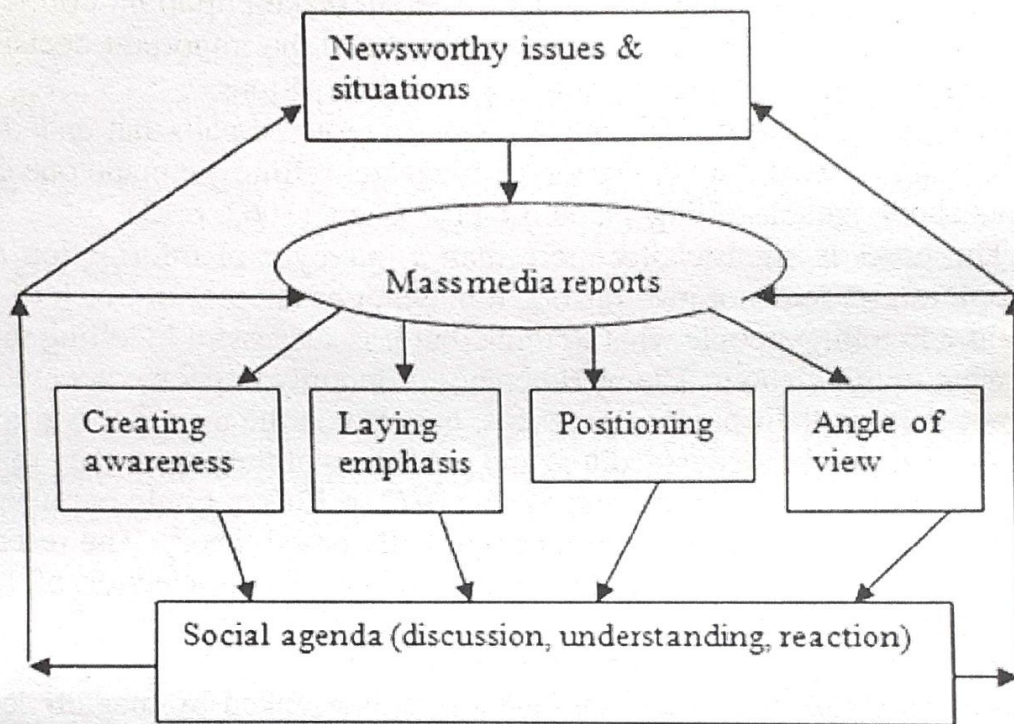 Newsworthy issues &
situations
Mass media reports
Creating
awareness
Laying
emphasis
Positioning
Angle of
view
Social agenda (discussion, understanding, reaction)